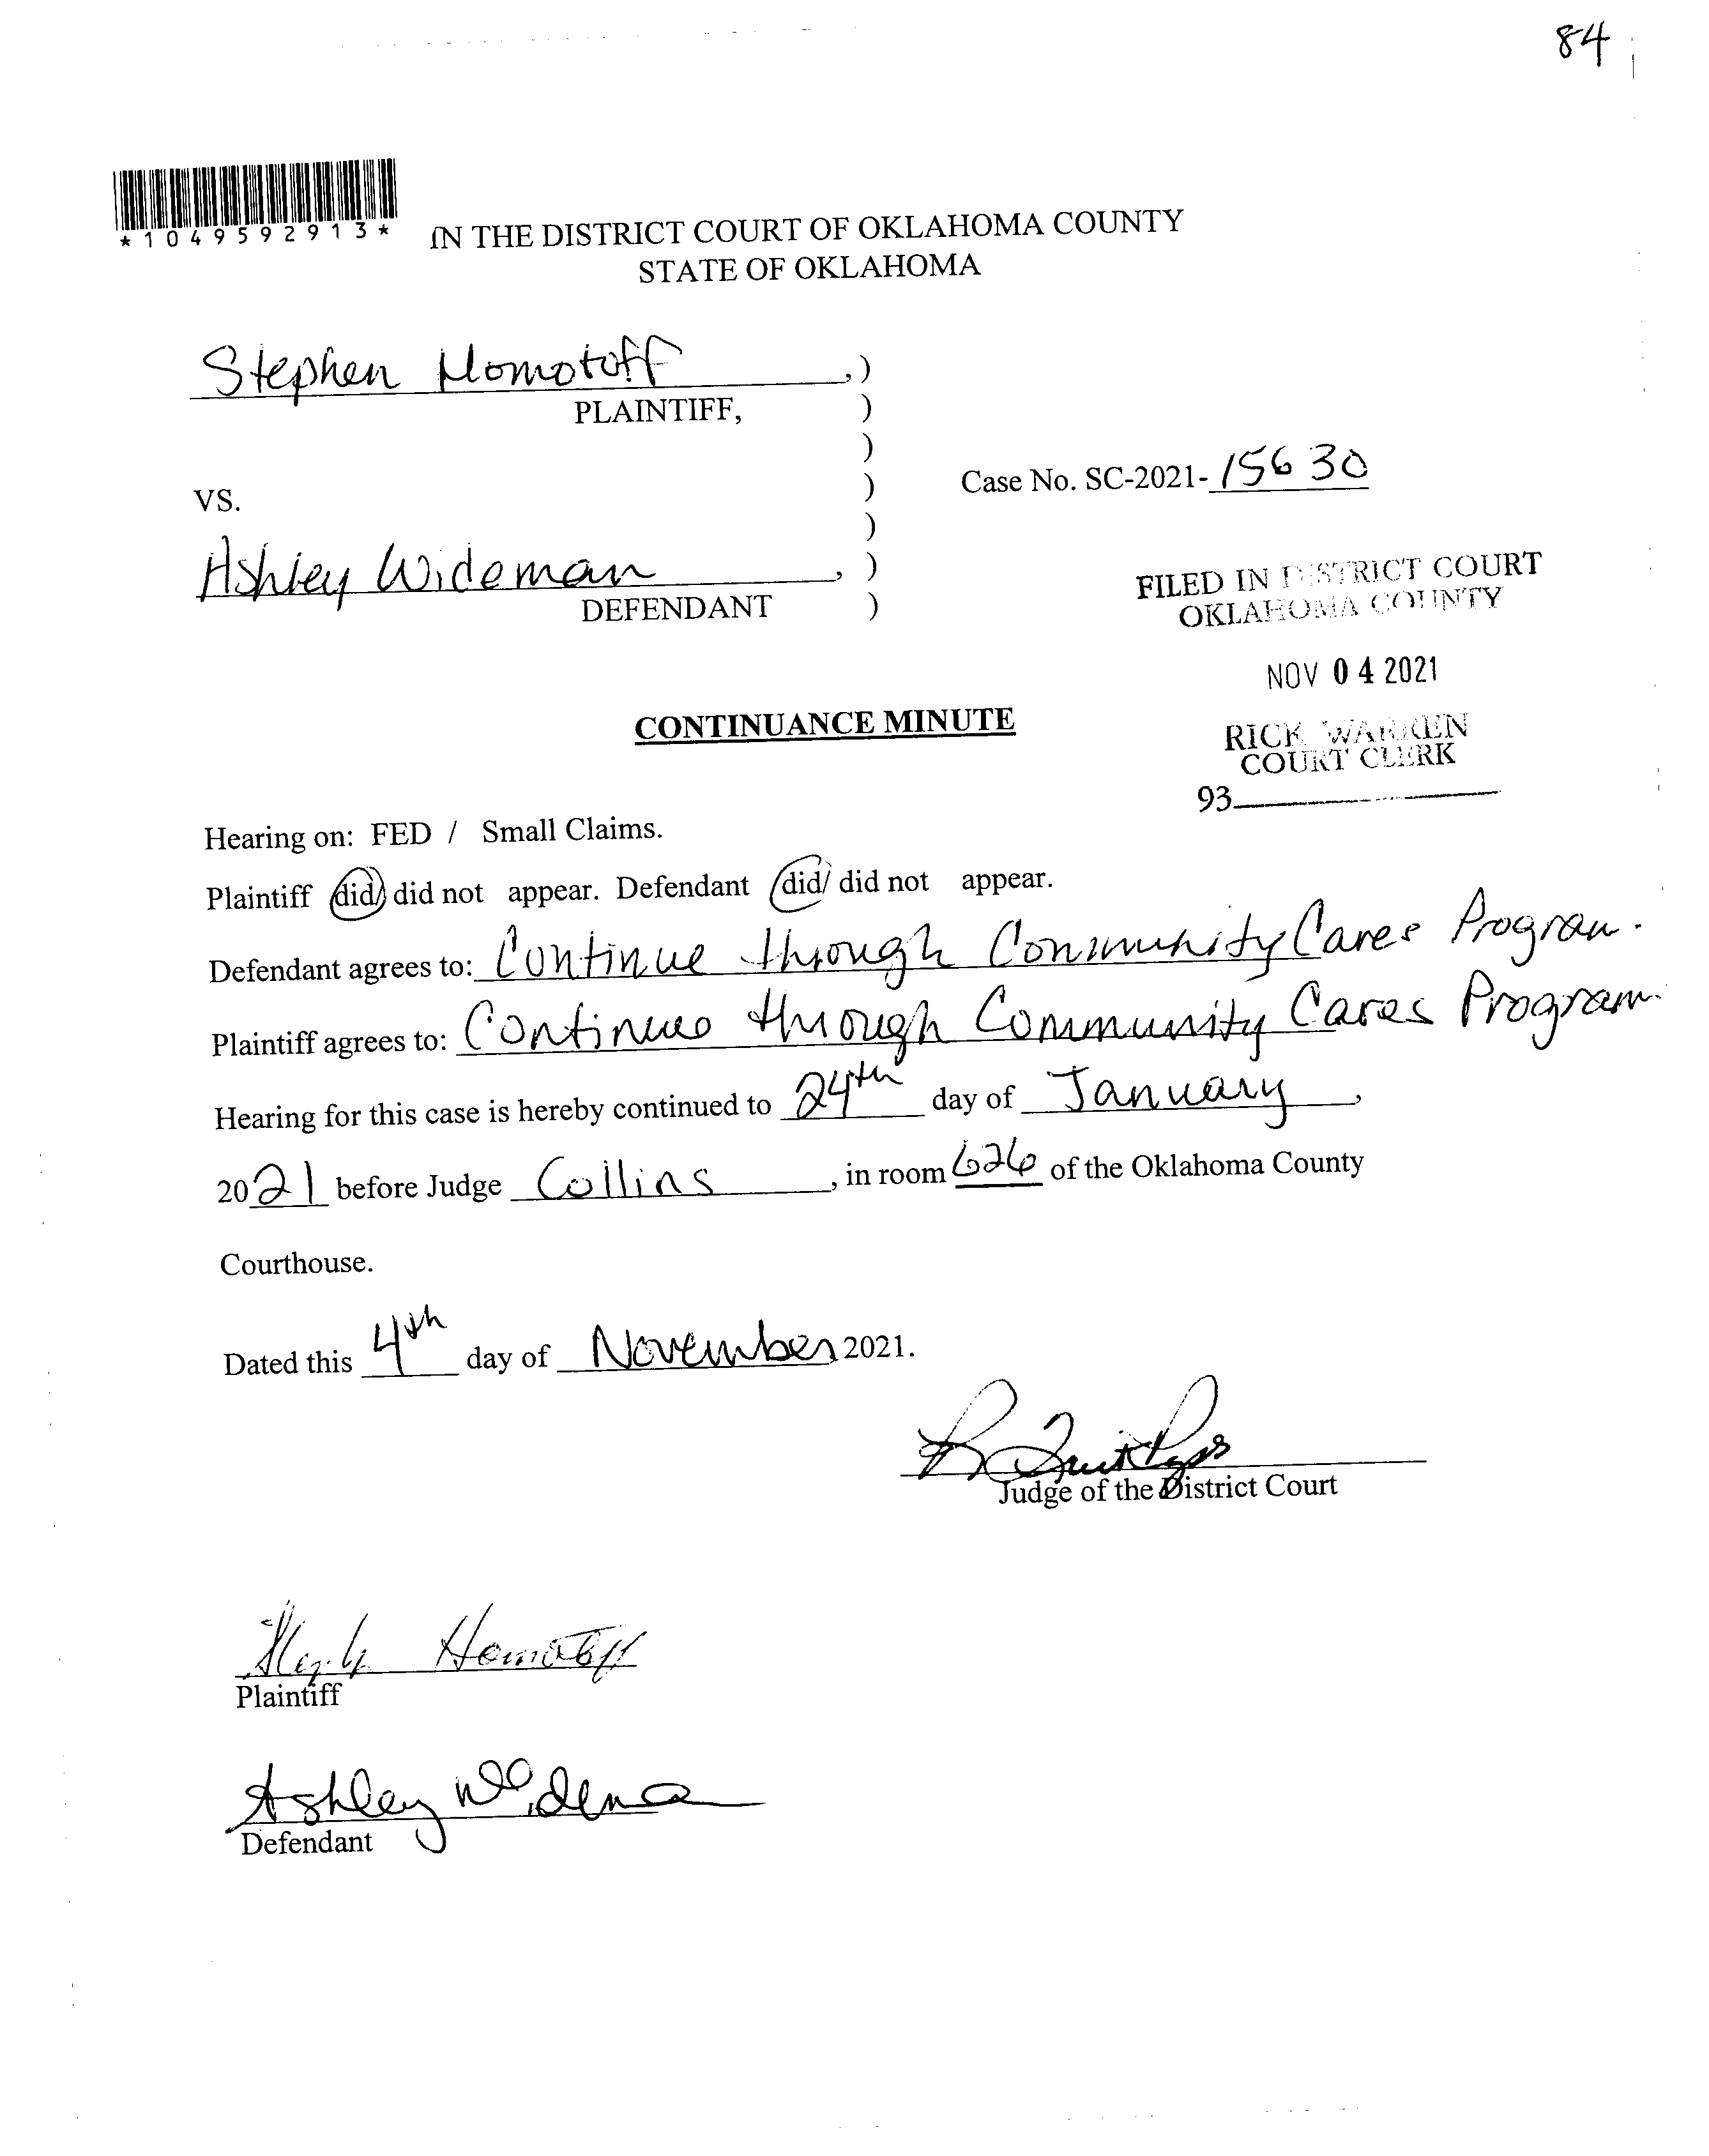 84
*1049592913*
IN THE DISTRICT COURT OF OKLAHOMA COUNTY
STATE OF OKLAHOMA
Stephen Homotoff ,)
PLAINTIFF, )
)
Case No. SC-2021-15630
VS. )
)
Ashley Wideman , )
DEFENDANT )
FILED IN DISTRICT COURT
OKLAHOMA COUNTY
NOV 04 2021
CONTINUANCE MINUTE
RICK WARREN
COURT CLERK
93
Hearing on: FED / Small Claims.
Plaintiff did/ did not appear. Defendant did/ did not appear.
Defendant agrees to: Continue through Community Cares Program.
Plaintiff agrees to: Continue through Community Cares Program.
Hearing for this case is hereby continued to 24th day of January,
2021 before Judge Collins, in room 626 of the Oklahoma County
Courthouse.
Dated this 4th day of November 2021.
Judge of the District Court
Homotoff
Plaintiff
Ashley Wideman
Defendant